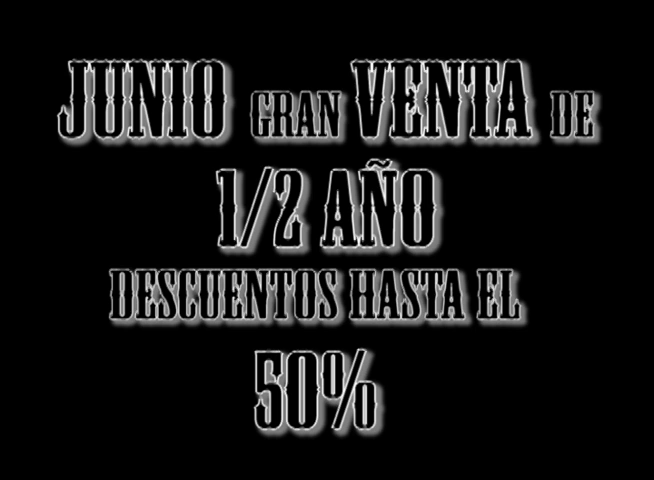 JUNIO GRAN VENTA DE
1/2 AÑO
DESCUENTOS HASTA EL
50%